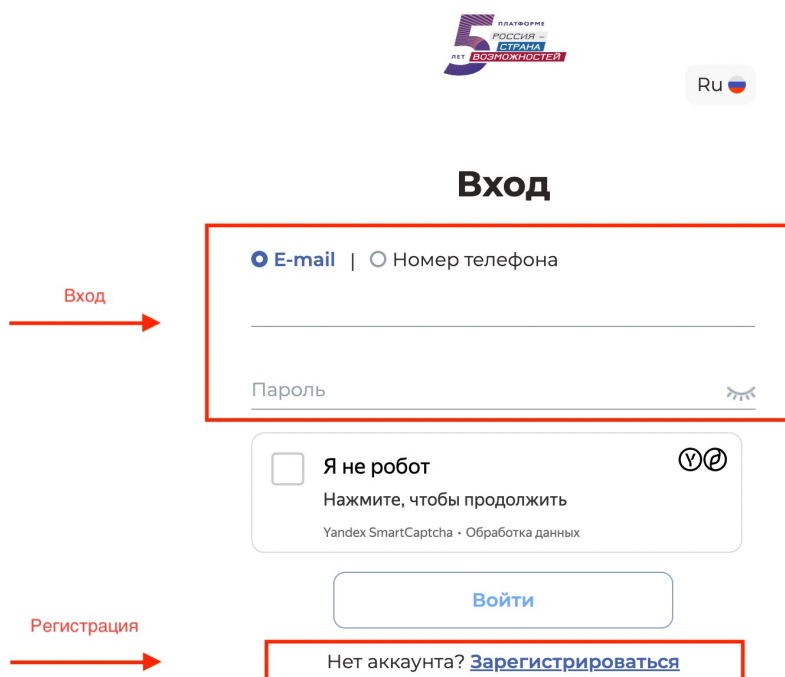 ПЛАТФОРМЕ
РОССИЯ –
СТРАНА
ЛЕТ ВОЗМОЖНОСТЕЙ
5
Ru
Вход
E-mail | Номер телефона
Вход
Пароль
Я не робот
Нажмите, чтобы продолжить
Yandex SmartCaptcha • Обработка данных
Войти
Регистрация
Нет аккаунта? Зарегистрироваться